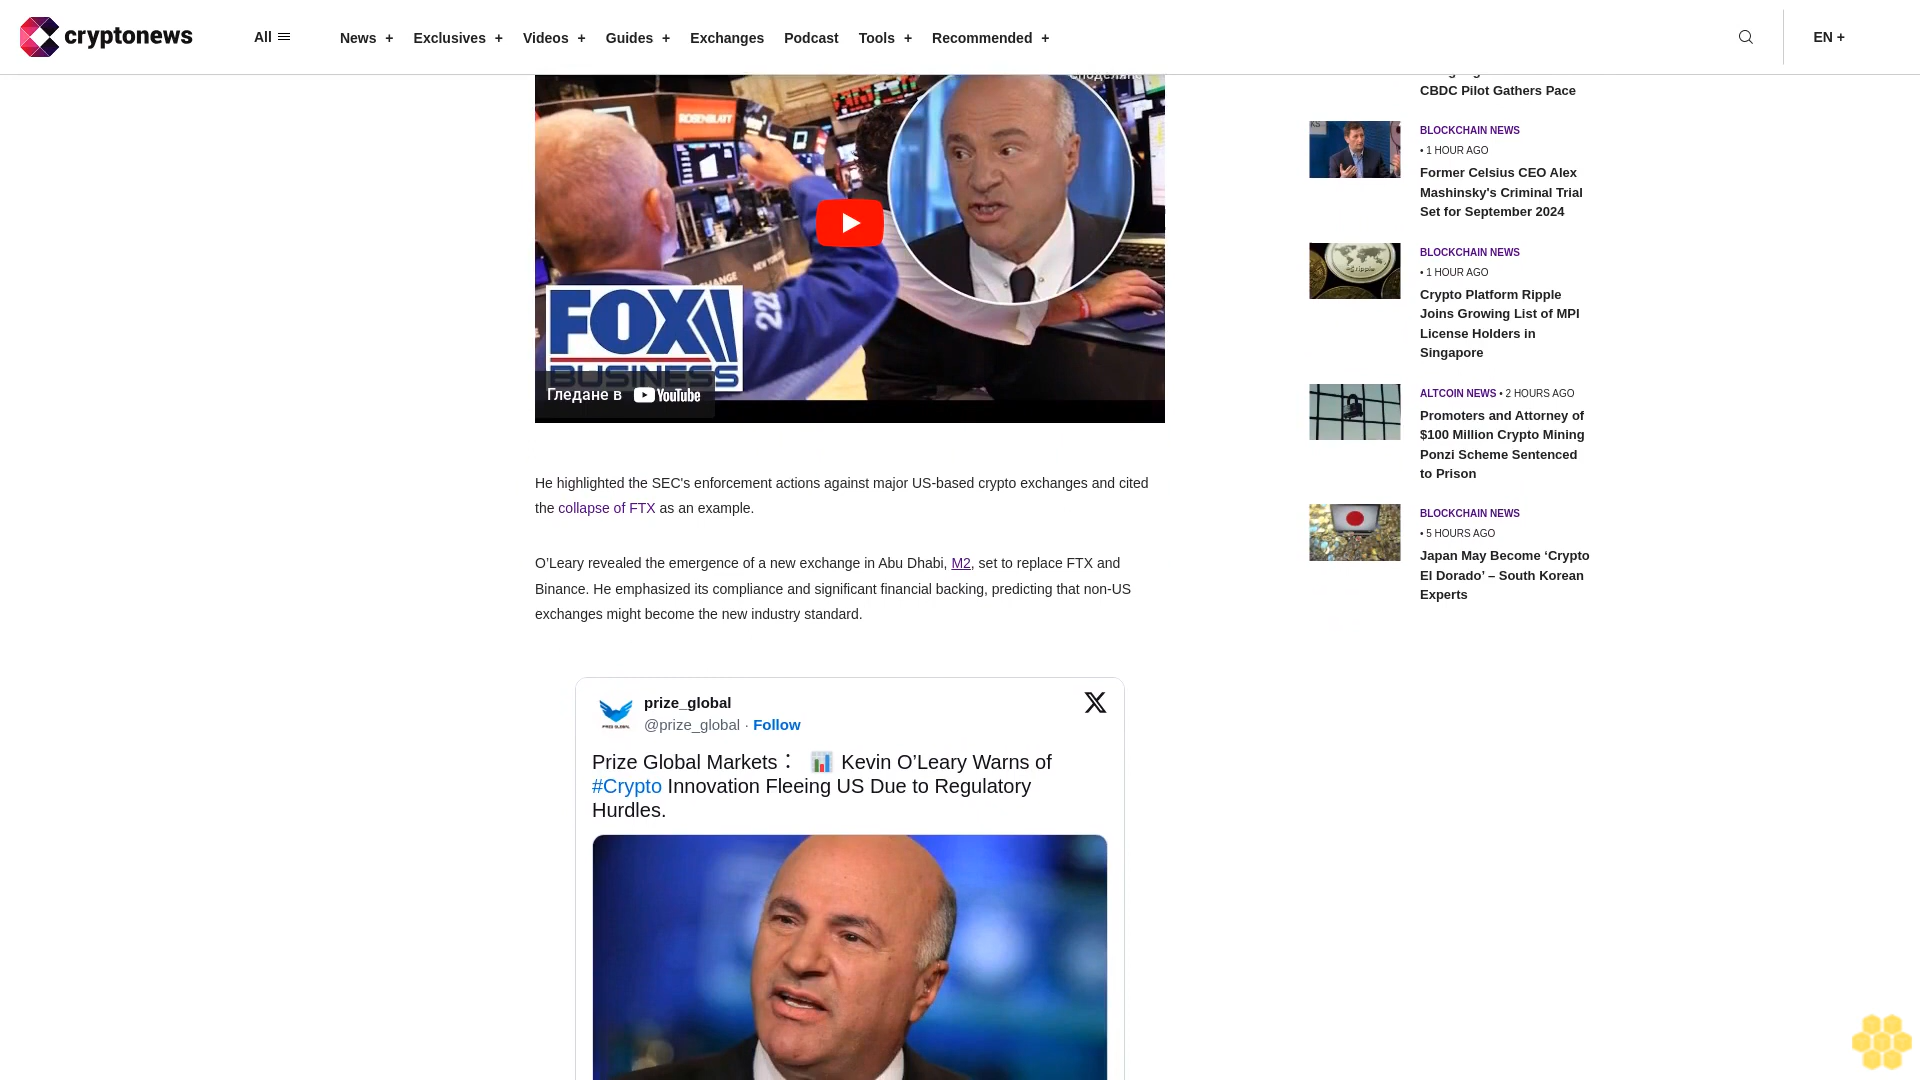 cryptonews
All
News +
Exclusives +
Videos +
Guides +
Exchanges
Podcast
Tools +
Recommended +
EN +
ROSENBLATT
FOX
BUSINESS
Гледане в YouTube
He highlighted the SEC's enforcement actions against major US-based crypto exchanges and cited
the collapse of FTX as an example.
O’Leary revealed the emergence of a new exchange in Abu Dhabi, M2, set to replace FTX and
Binance. He emphasized its compliance and significant financial backing, predicting that non-US
exchanges might become the new industry standard.
prize_global
@prize_global · Follow
Prize Global Markets： 📊 Kevin O’Leary Warns of
#Crypto Innovation Fleeing US Due to Regulatory
Hurdles.
CBDC Pilot Gathers Pace
BLOCKCHAIN NEWS
• 1 HOUR AGO
Former Celsius CEO Alex
Mashinsky's Criminal Trial
Set for September 2024
BLOCKCHAIN NEWS
• 1 HOUR AGO
Crypto Platform Ripple
Joins Growing List of MPI
License Holders in
Singapore
ALTCOIN NEWS • 2 HOURS AGO
Promoters and Attorney of
$100 Million Crypto Mining
Ponzi Scheme Sentenced
to Prison
BLOCKCHAIN NEWS
• 5 HOURS AGO
Japan May Become ‘Crypto
El Dorado’ – South Korean
Experts